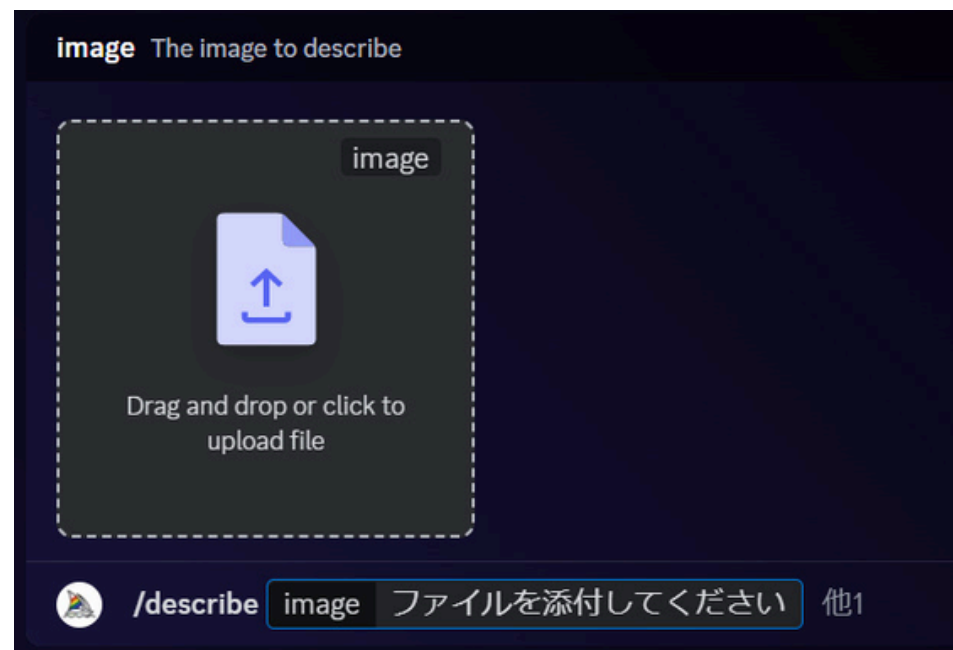 image The image to describe
image
Drag and drop or click to
upload file
/describe image ファイルを添付してください 他1